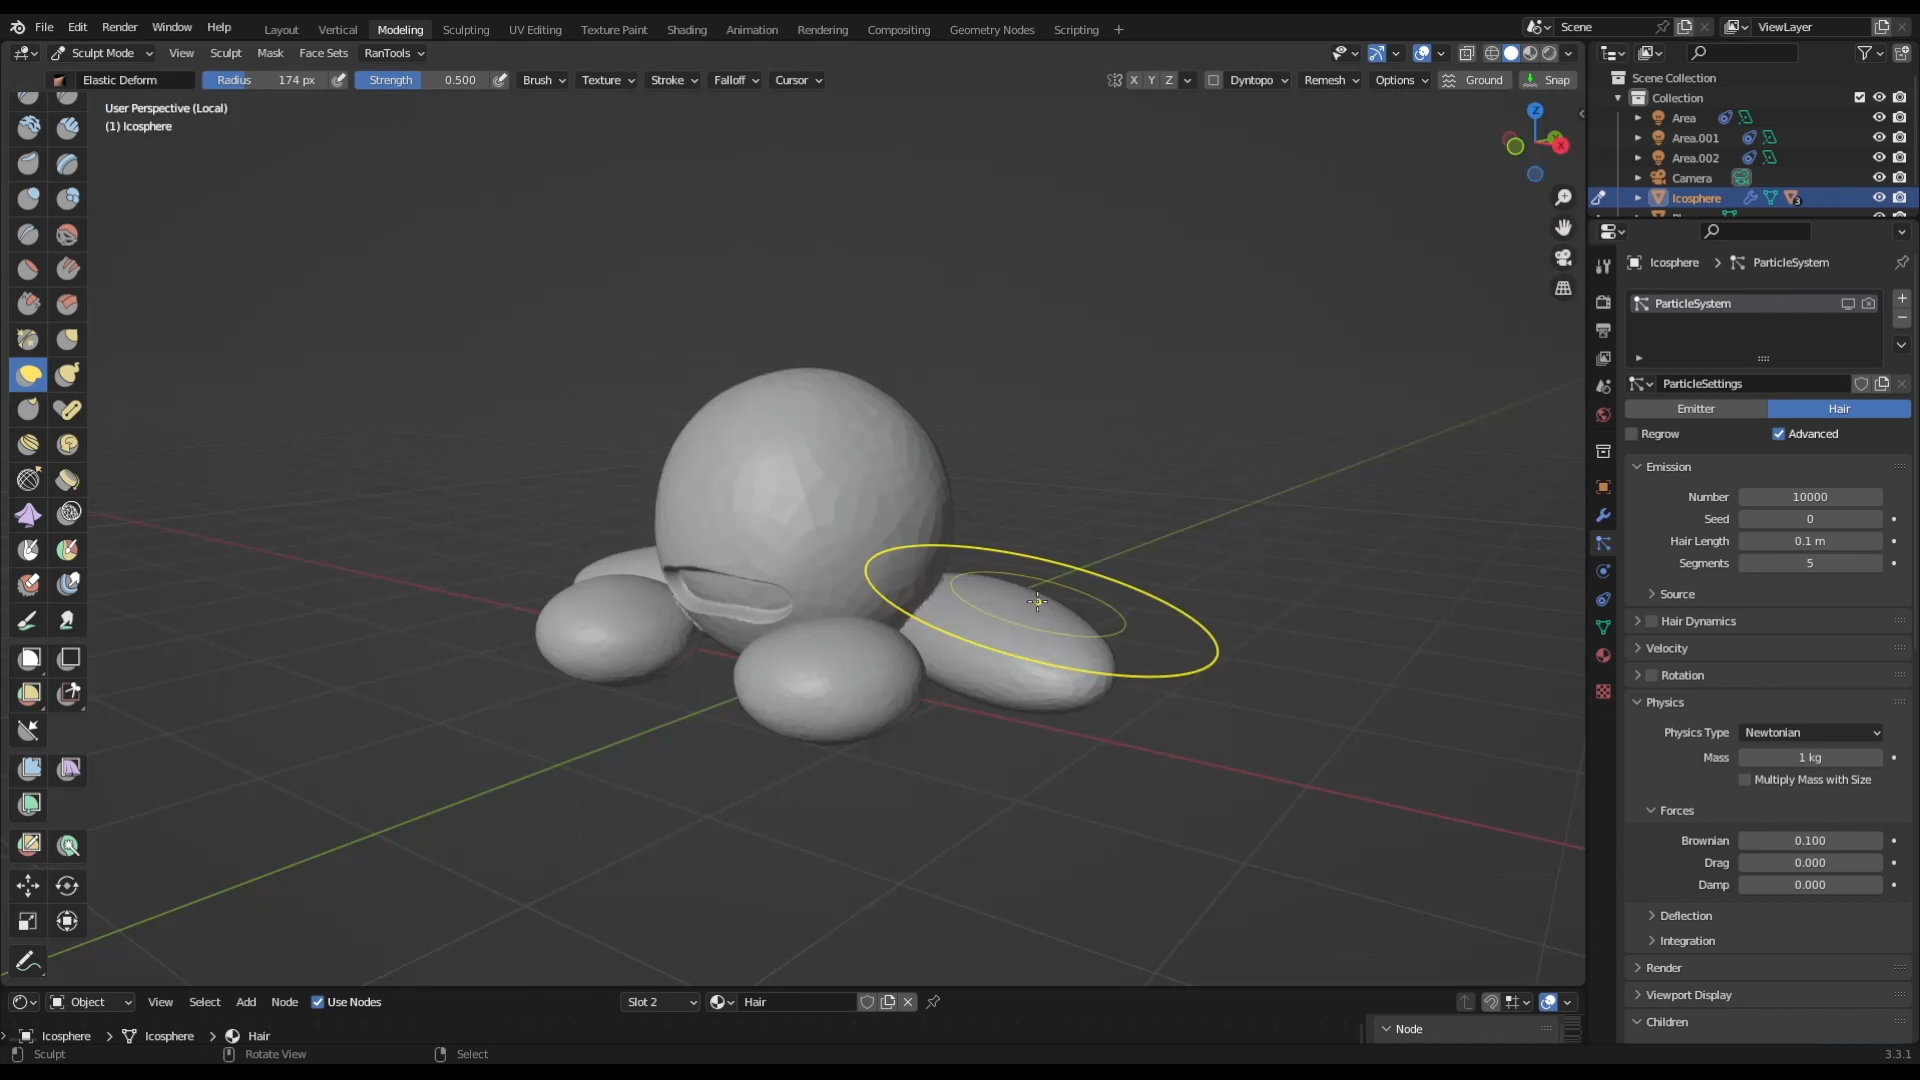 File Edit Render Window Help Layout Vertical Modeling Sculpting UV Editing Texture Paint Shading Animation Rendering Compositing Geometry Nodes Scripting + Scene ViewLayer
Sculpt Mode View Sculpt Mask Face Sets RanTools
Elastic Deform Radius 174 px Strength 0.500 Brush Texture Stroke Falloff Cursor X Y Z Dyntopo Remesh Options Ground Snap
User Perspective (Local)
(1) Icosphere
Z
X
Scene Collection
Collection
Area
Area.001
Area.002
Camera
Icosphere
Icosphere > ParticleSystem
ParticleSystem
ParticleSettings
Emitter Hair
Regrow Advanced
Emission
Number 10000
Seed 0
Hair Length 0.1 m
Segments 5
Source
Hair Dynamics
Velocity
Rotation
Physics
Physics Type Newtonian
Mass 1 kg
Multiply Mass with Size
Forces
Brownian 0.100
Drag 0.000
Damp 0.000
Deflection
Integration
Render
Viewport Display
Children
Object View Select Add Node Use Nodes Slot 2 Hair
Icosphere > Icosphere > Hair
Node
Sculpt Rotate View Select
3.3.1